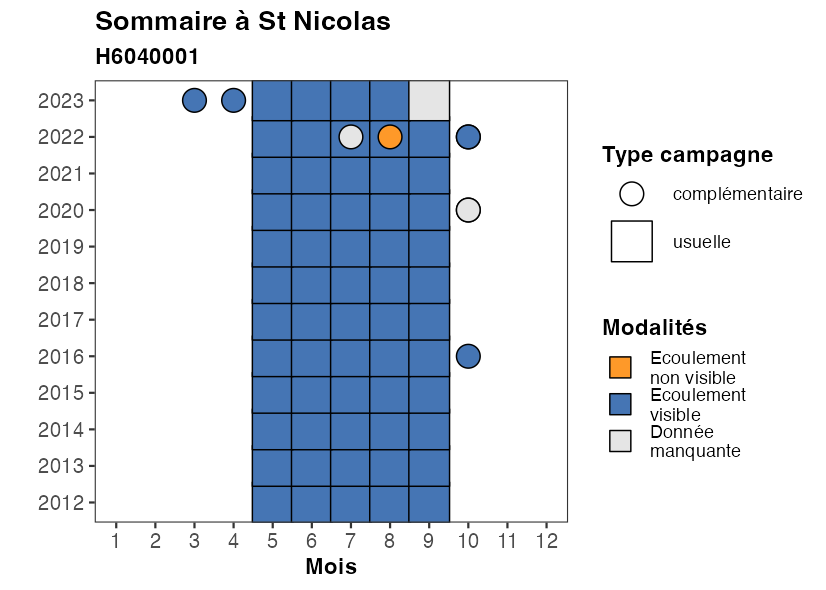 Sommaire à St Nicolas
H6040001
2023
2022
2021
2020
2019
2018
2017
2016
2015
2014
2013
2012
1 2 3 4 5 6 7 8 9 10 11 12
Mois
Type campagne
complémentaire
usuelle
Modalités
Ecoulement
non visible
Ecoulement
visible
Donnée
manquante